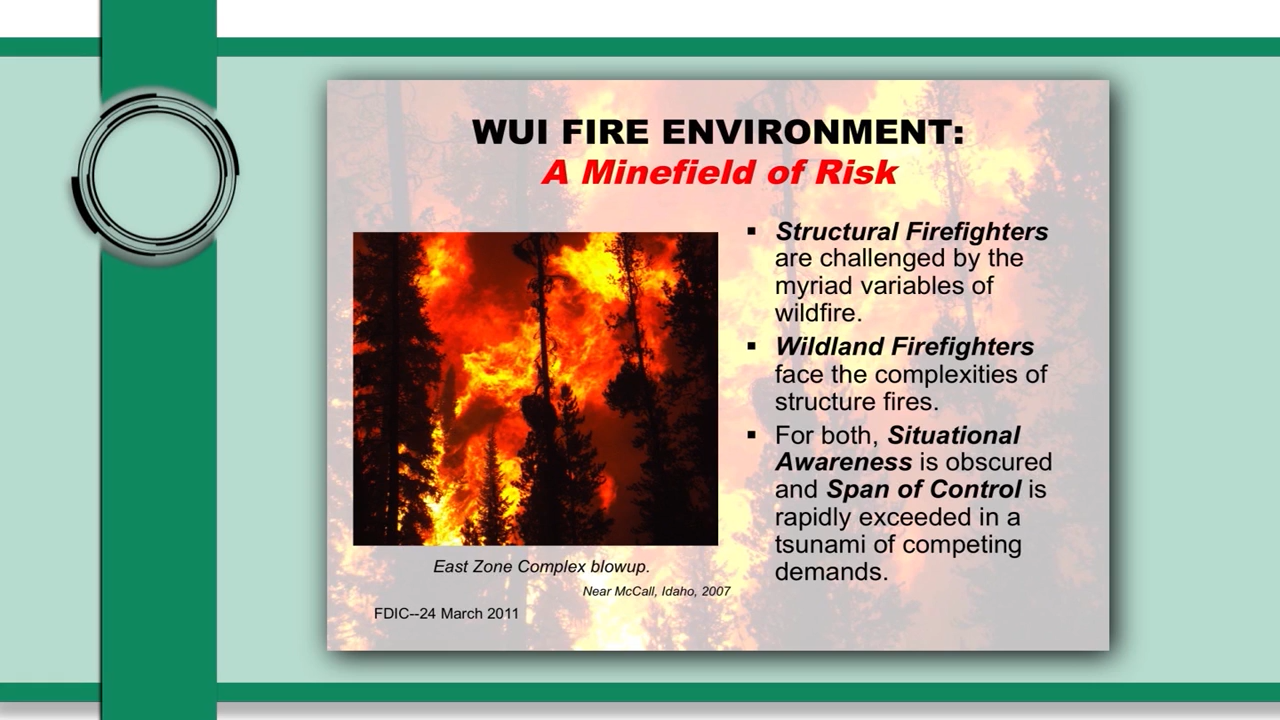 WUI FIRE ENVIRONMENT:
A Minefield of Risk
▪ Structural Firefighters
are challenged by the
myriad variables of
wildfire.
▪ Wildland Firefighters
face the complexities of
structure fires.
▪ For both, Situational
Awareness is obscured
and Span of Control is
rapidly exceeded in a
tsunami of competing
demands.
East Zone Complex blowup.
Near McCall, Idaho, 2007
FDIC--24 March 2011